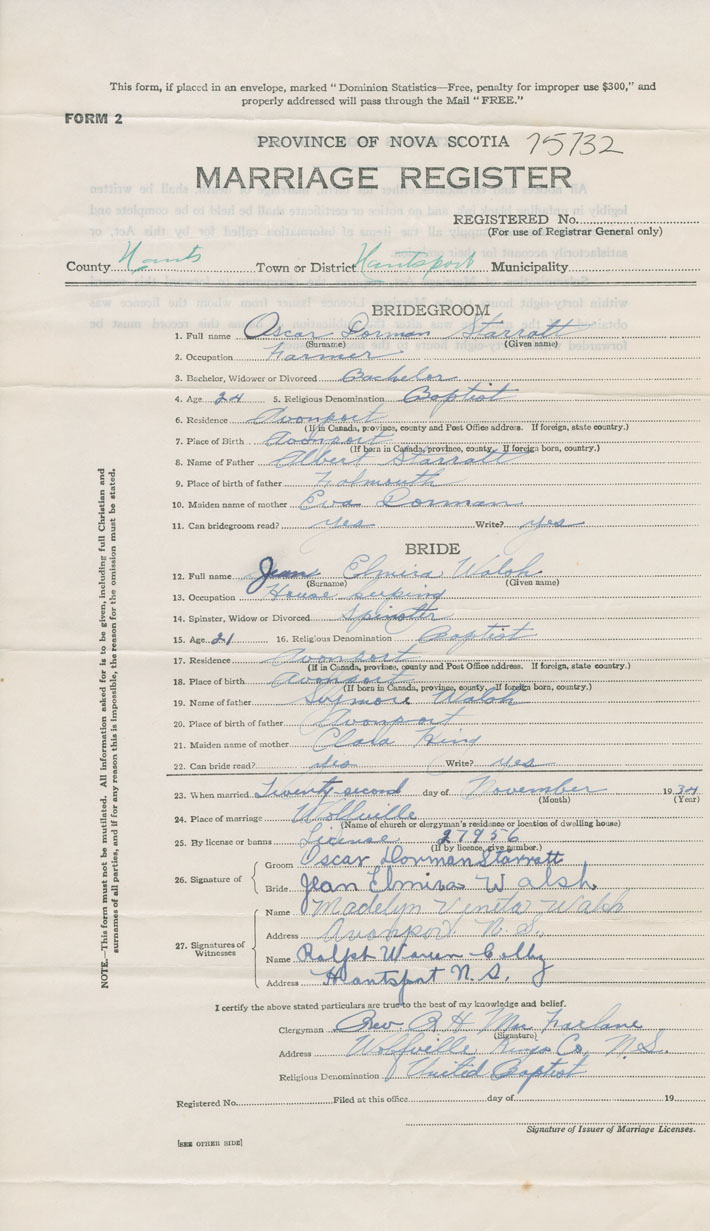 This form, if placed in an envelope, marked "Dominion Statistics—Free, penalty for improper use $300," and
properly addressed will pass through the Mail "FREE."
FORM 2
PROVINCE OF NOVA SCOTIA 75732
MARRIAGE REGISTER
REGISTERED No.
(For use of Registrar General only)
County Hants Town or District Hantsport Municipality
BRIDEGROOM
1. Full name Oscar Dorman Starratt
(Surname) (Given name)
2. Occupation Farmer
3. Bachelor, Widower or Divorced Bachelor
4. Age 24 5. Religious Denomination Baptist
6. Residence Avonport
(If in Canada, province, county and Post Office address. If foreign, state country.)
7. Place of Birth Avonport
(If born in Canada, province, county. If foreign born, country.)
8. Name of Father Albert Starratt
9. Place of birth of father Falmouth
10. Maiden name of mother Eva Dorman
11. Can bridegroom read? yes Write? yes
BRIDE
12. Full name Jean Elmira Walsh
(Surname) (Given name)
13. Occupation House keeping
14. Spinster, Widow or Divorced Spinster
15. Age 21 16. Religious Denomination Baptist
17. Residence Avonport
(If in Canada, province, county and Post Office address. If foreign, state country.)
18. Place of birth Avonport
(If born in Canada, province, county. If foreign born, country.)
19. Name of father Walsh
20. Place of birth of father Avonport
21. Maiden name of mother Clara King
22. Can bride read? yes Write? yes
23. When married Twenty-second day of November 1934
(Month) (Year)
24. Place of marriage Wolfville
(Name of church or clergyman's residence or location of dwelling house)
25. By license or banns License 27956
(If by licence, give number.)
26. Signature of
Groom Oscar Dorman Starratt
Bride Jean Elmira Walsh
27. Signatures of Witnesses
Name Madelyn Veneta Walsh
Address Avonport N.S.
Name Ralph Warren Colby
Address Hantsport N.S.
I certify the above stated particulars are true to the best of my knowledge and belief.
Clergyman Rev. R H MacFarlane
(Signature)
Address Wolfville Kings Co. N.S.
Religious Denomination United Baptist
Registered No. Filed at this office day of 19
Signature of Issuer of Marriage Licenses.
[SEE OTHER SIDE]
NOTE.—This form must not be mutilated. All information asked for is to be given, including full Christian and
surnames of all parties, and if for any reason this is impossible, the reason for the omission must be stated.